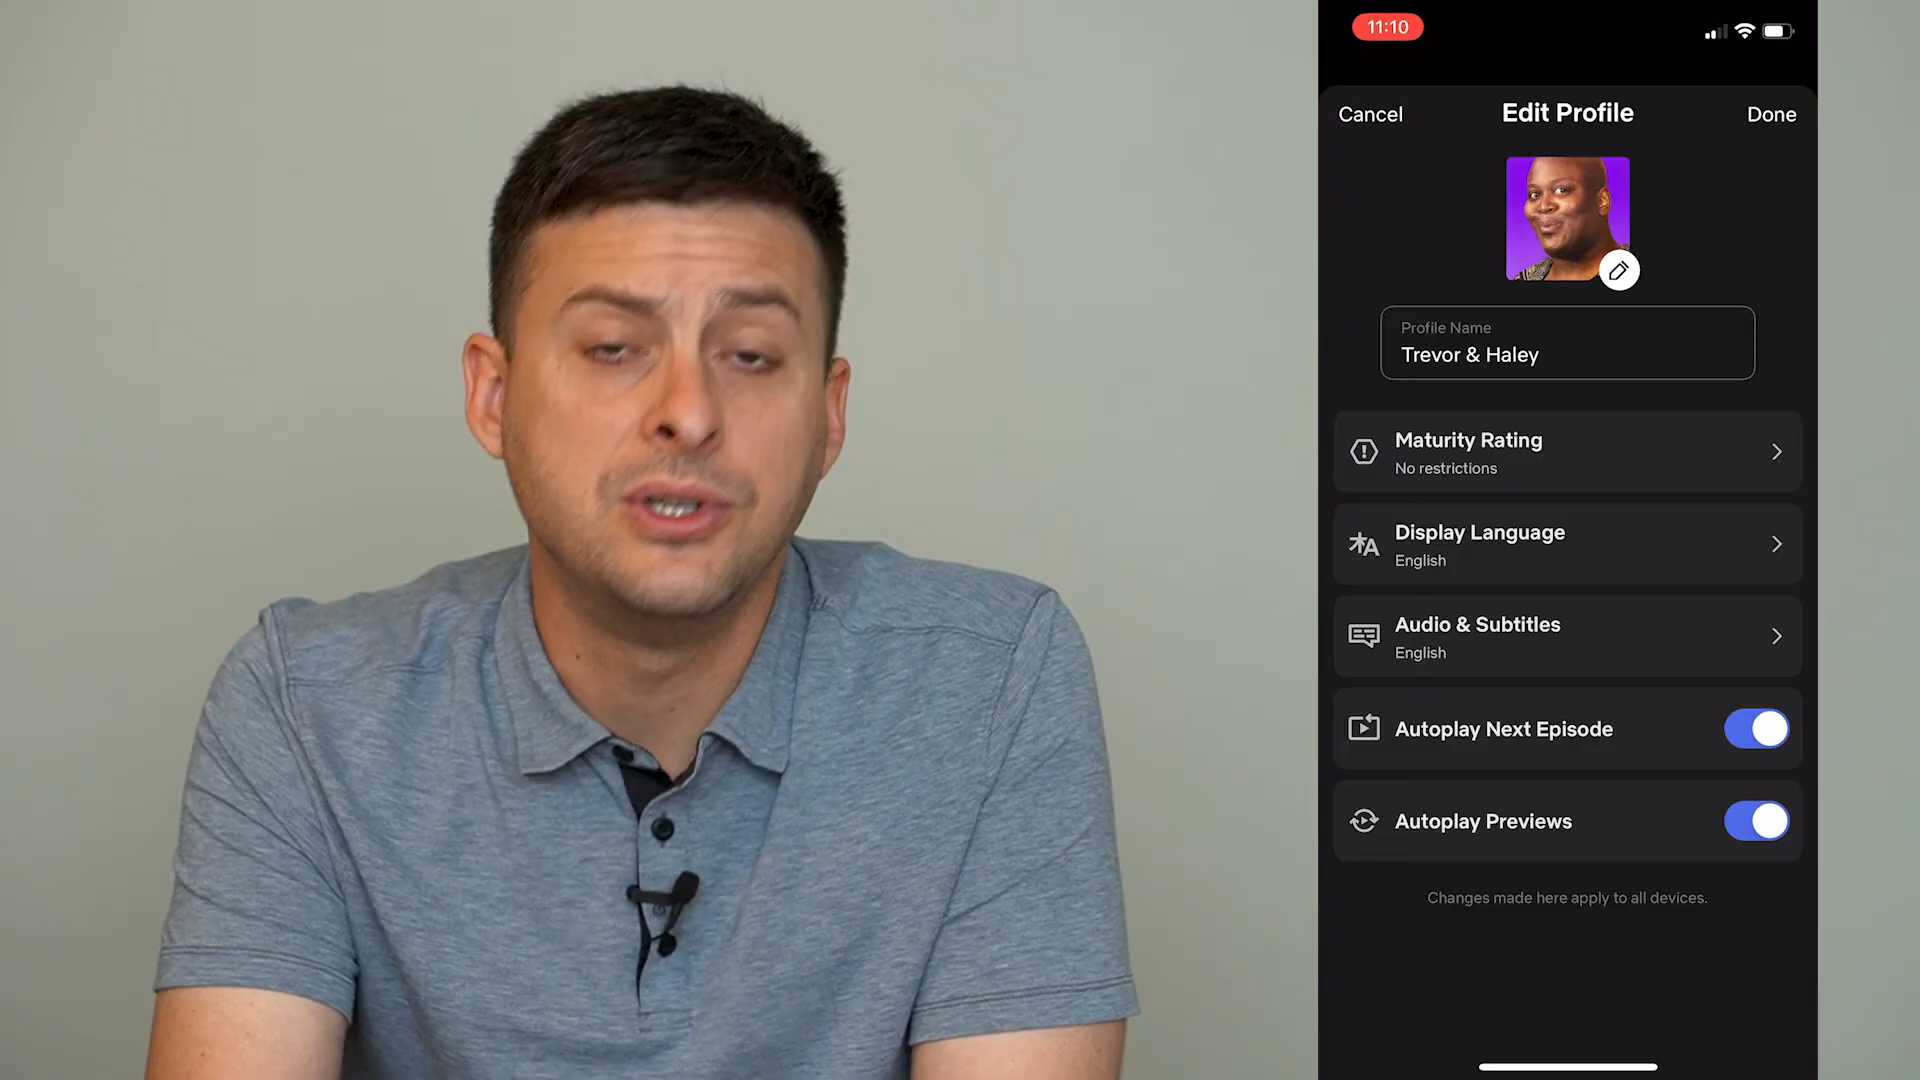 11:10
Cancel
Edit Profile
Done
Profile Name
Trevor & Haley
Maturity Rating
No restrictions
Display Language
English
Audio & Subtitles
English
Autoplay Next Episode
Autoplay Previews
Changes made here apply to all devices.